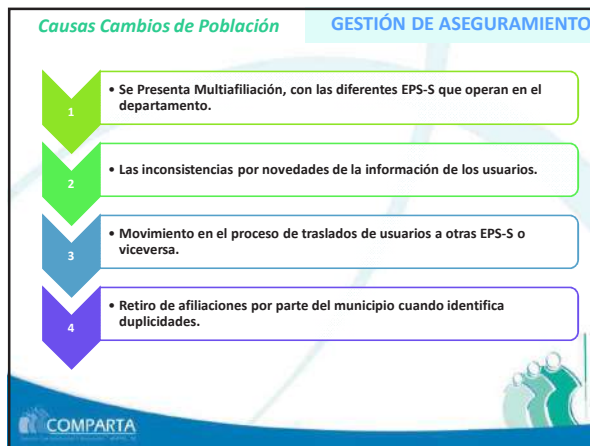 Causas Cambios de Población
GESTIÓN DE ASEGURAMIENTO
1
• Se Presenta Multiafiliación, con las diferentes EPS-S que operan en el
departamento.
2
• Las inconsistencias por novedades de la información de los usuarios.
3
• Movimiento en el proceso de traslados de usuarios a otras EPS-S o
viceversa.
4
• Retiro de afiliaciones por parte del municipio cuando identifica
duplicidades.
COMPARTA